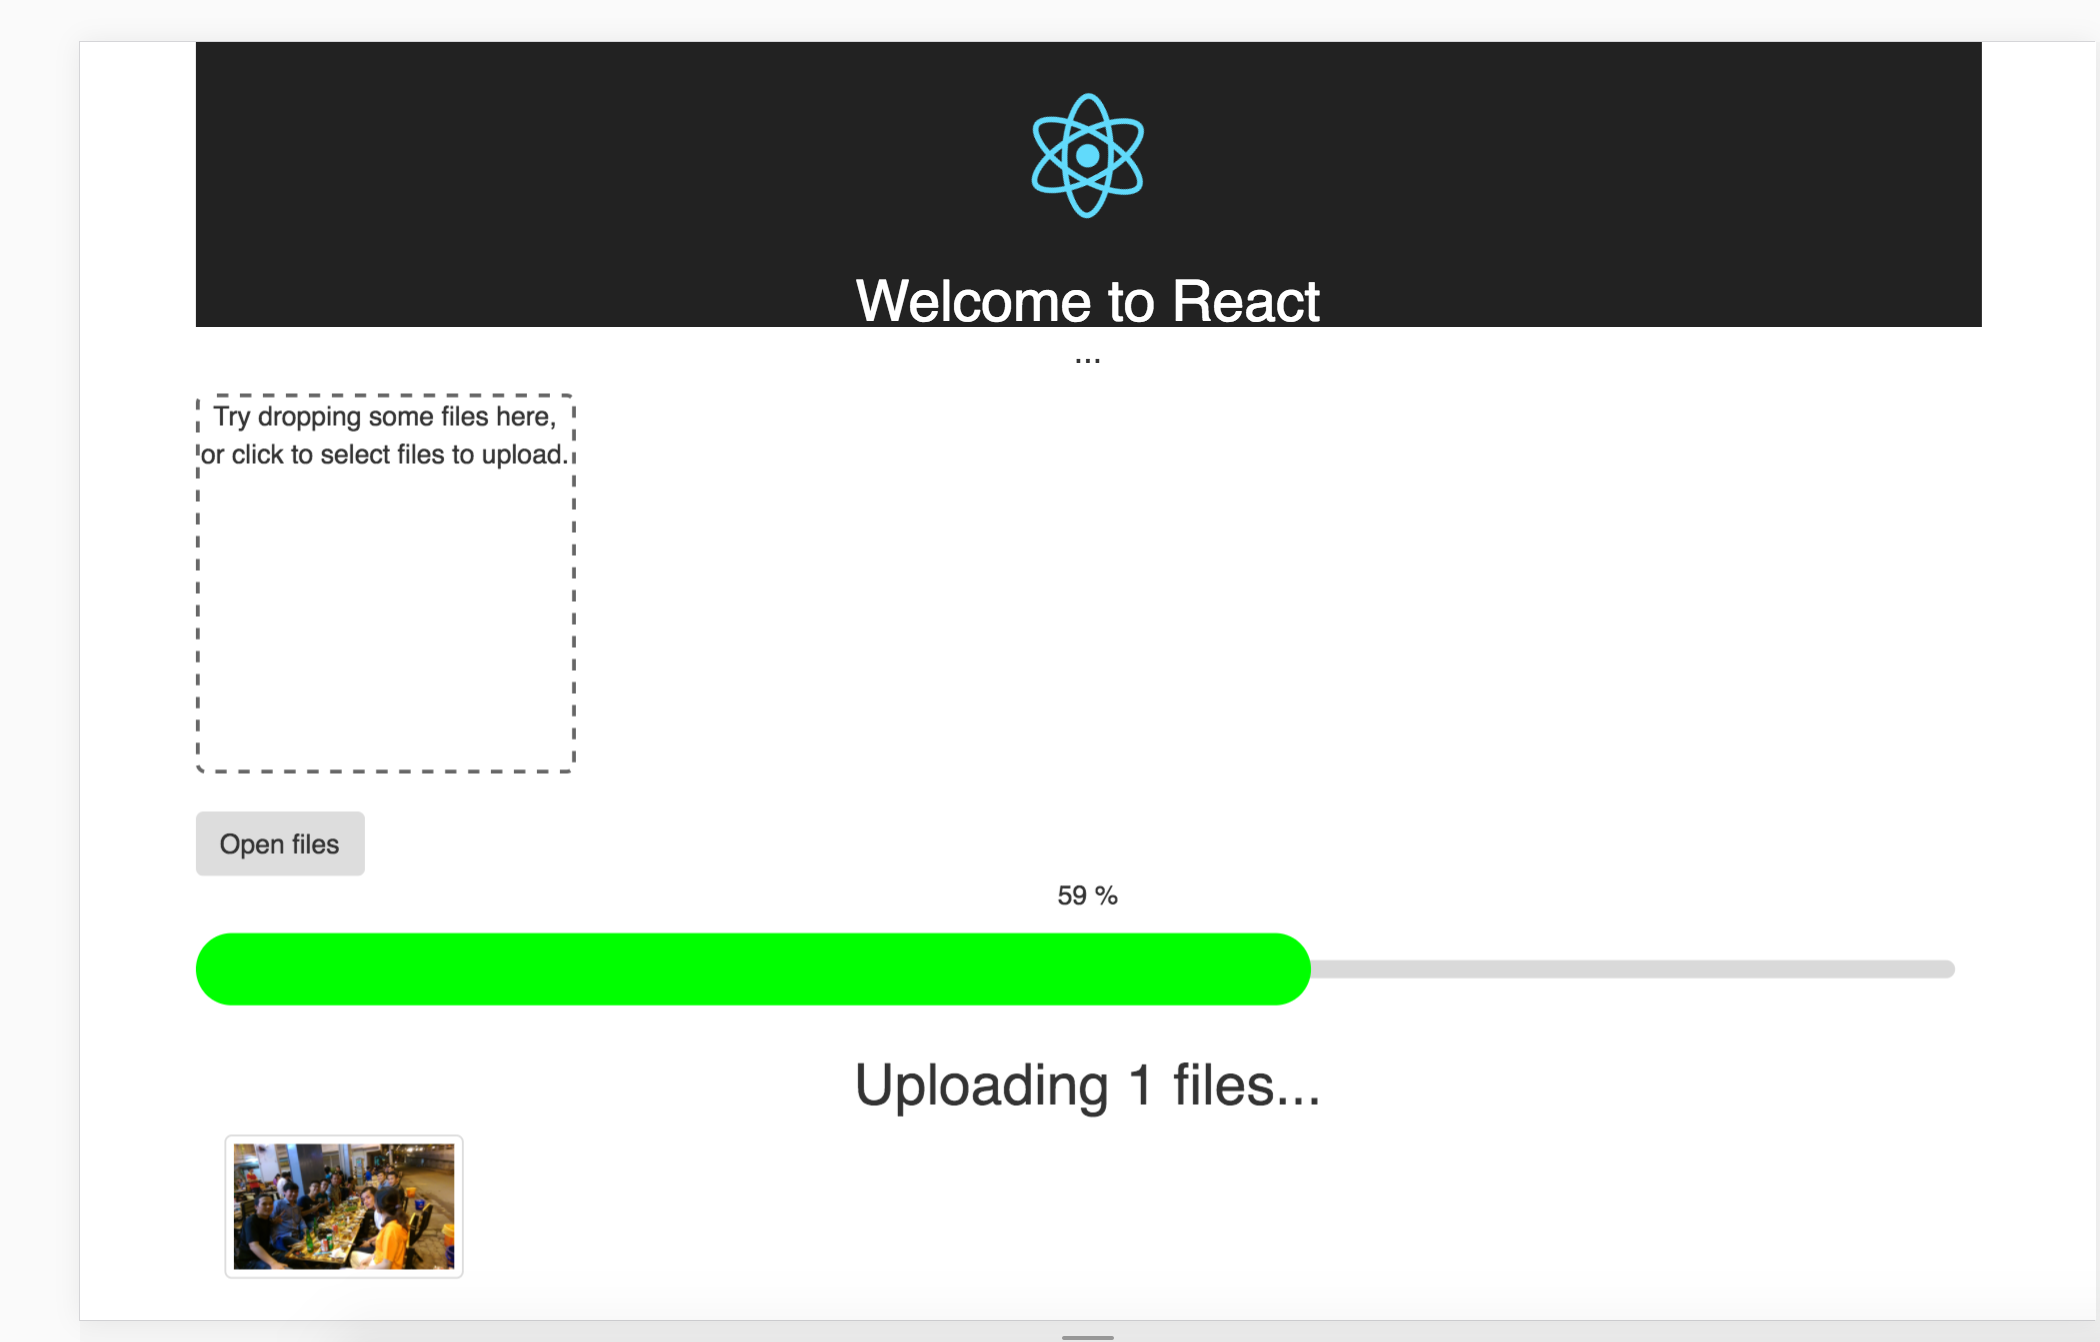 Welcome to React
...
Try dropping some files here,
or click to select files to upload.
Open files
59 %
Uploading 1 files...